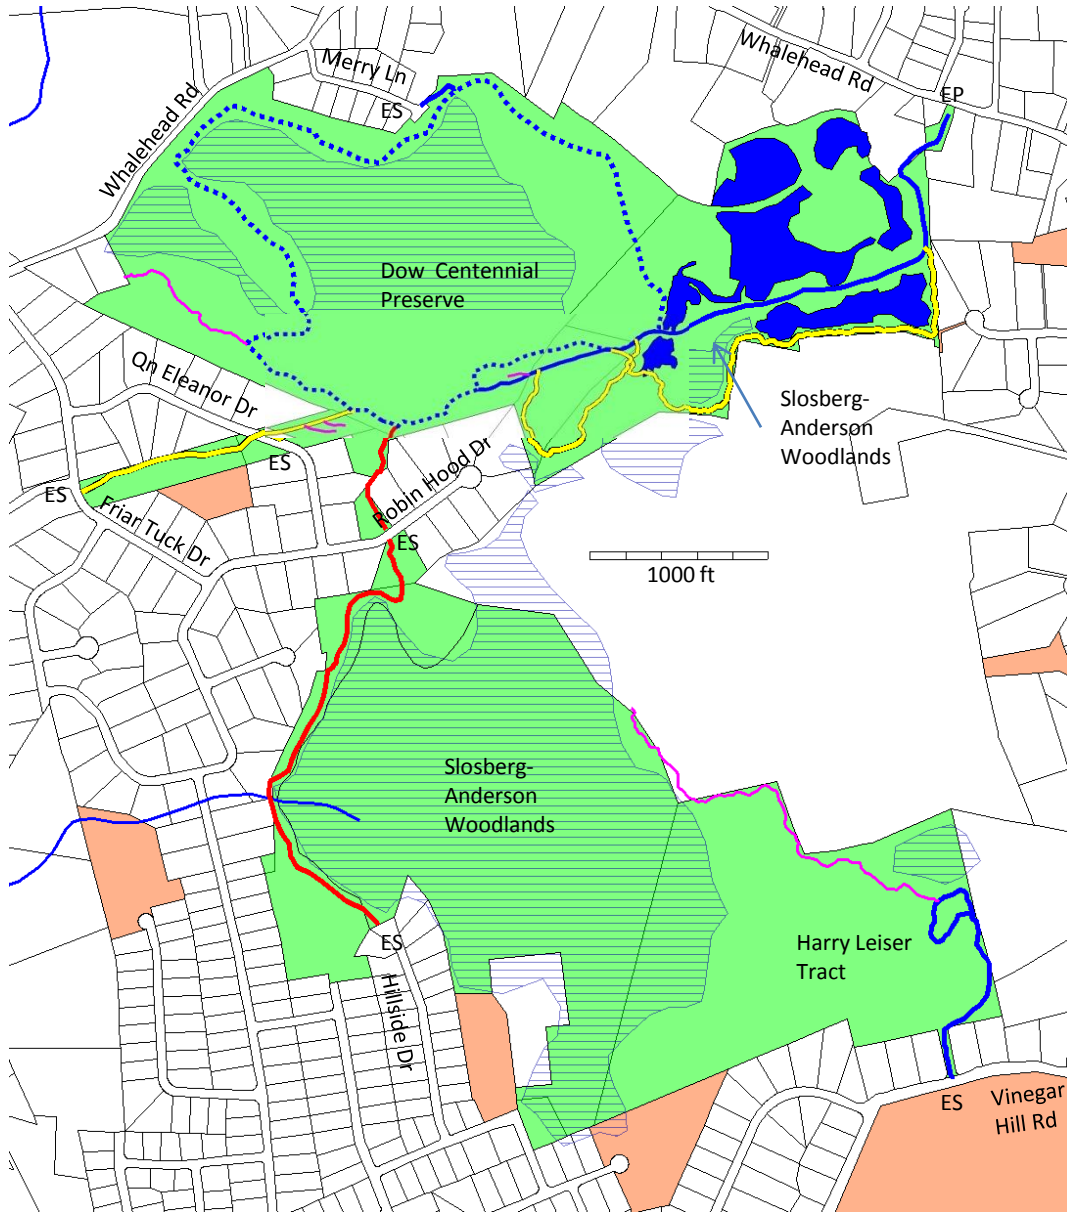 Whalehead Rd
Merry Ln
EP
ES
Whalehead Rd
Dow Centennial
Preserve
Qn Eleanor Dr
Slosberg-
Anderson
Woodlands
ES
ES
Robin Hood Dr
Friar Tuck Dr
ES
1000 ft
Slosberg-
Anderson
Woodlands
ES
Harry Leiser
Tract
Hillside Dr
ES
Vinegar
Hill Rd